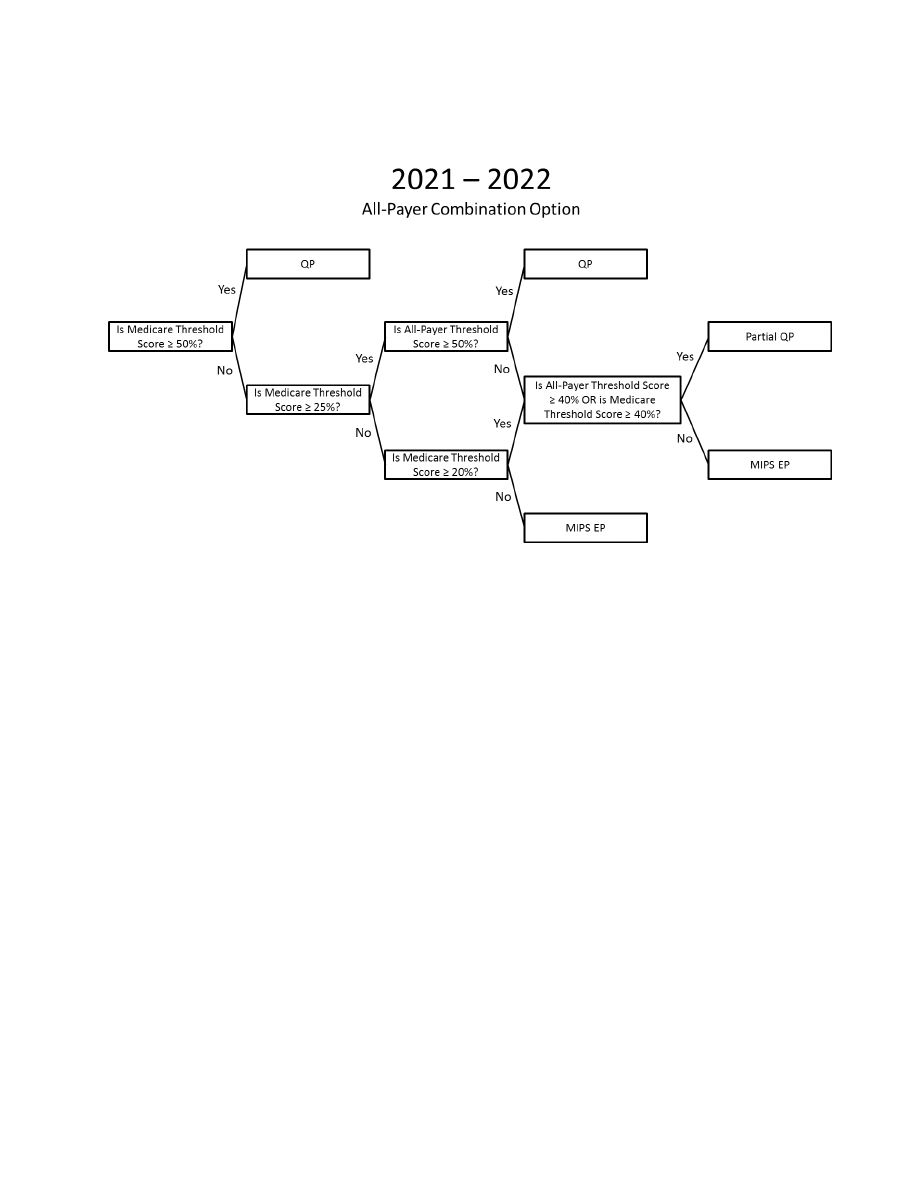 2021 – 2022
All-Payer Combination Option
QP
QP
Yes
Yes
Is Medicare Threshold
Score ≥ 50%?
Is All-Payer Threshold
Score ≥ 50%?
Partial QP
Yes
Yes
No
No
Is Medicare Threshold
Score ≥ 25%?
Is All-Payer Threshold Score
≥ 40% OR is Medicare
Threshold Score ≥ 40%?
Yes
No
No
Is Medicare Threshold
Score ≥ 20%?
MIPS EP
No
MIPS EP